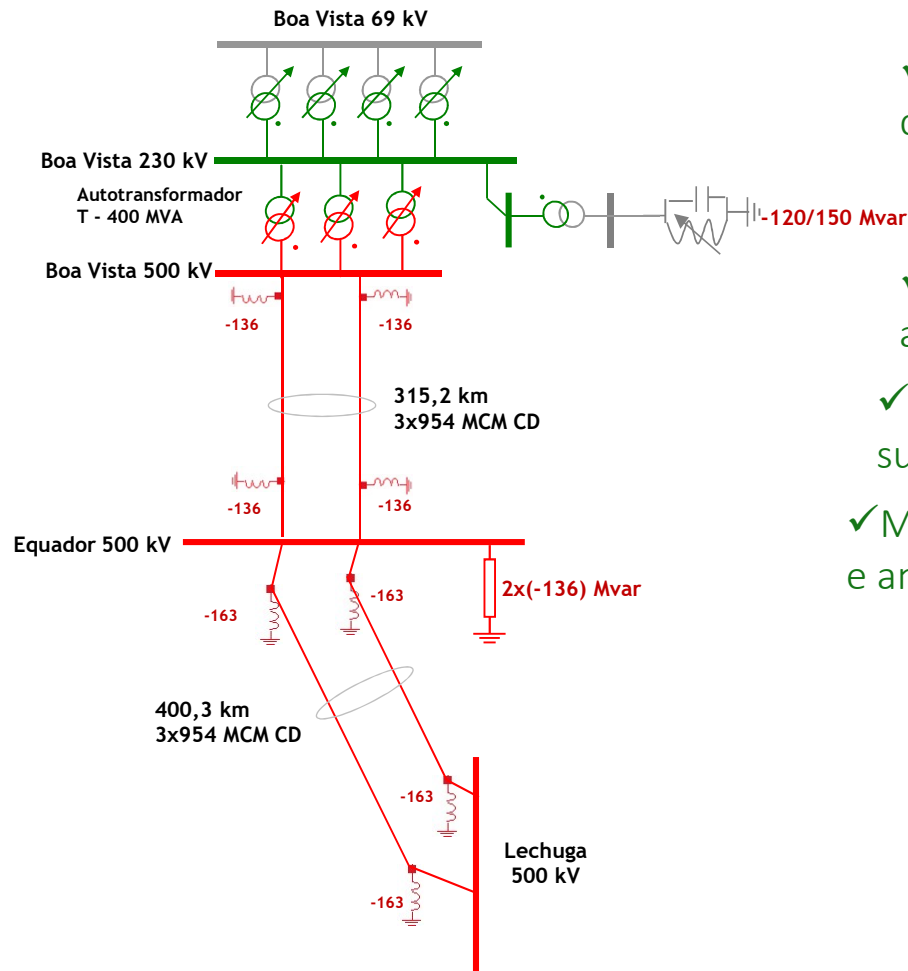 Boa Vista 69 kV
Boa Vista 230 kV
Autotransformador
T - 400 MVA
-120/150 Mvar
Boa Vista 500 kV
-136
-136
315,2 km
3x954 MCM CD
-136
-136
Equador 500 kV
2x(-136) Mvar
-163
-163
400,3 km
3x954 MCM CD
-163
Lechuga
500 kV
-163
✓
a
✓
su
✓M
e ar